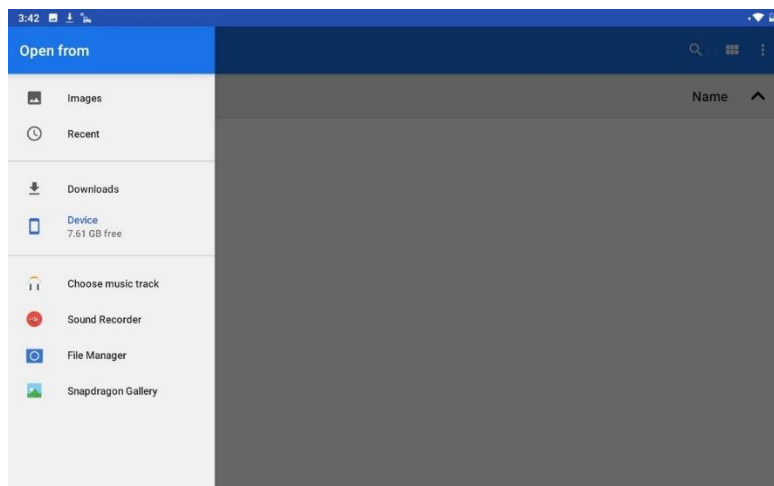 3:42
Open from
Name
Images
Recent
Downloads
Device
7.61 GB free
Choose music track
Sound Recorder
File Manager
Snapdragon Gallery